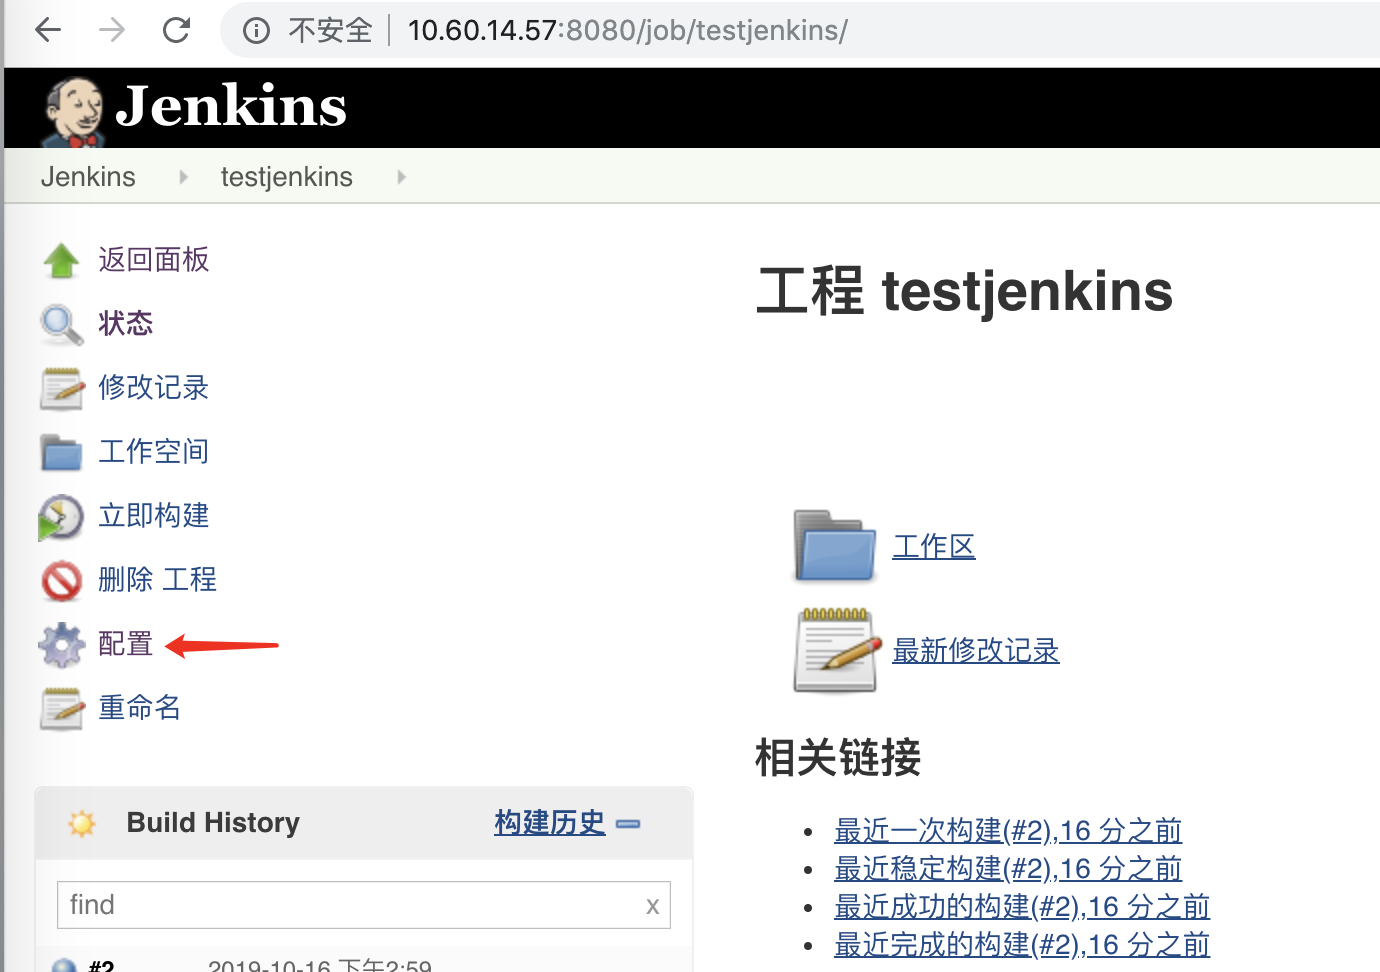 不安全 | 10.60.14.57:8080/job/testjenkins/
Jenkins
Jenkins testjenkins
返回面板
状态
修改记录
工作空间
立即构建
删除 工程
配置
重命名
Build History 构建历史
find x
#2 2019-10-16 下午2:59
工程 testjenkins
工作区
最新修改记录
相关链接
最近一次构建(#2),16 分之前
最近稳定构建(#2),16 分之前
最近成功的构建(#2),16 分之前
最近完成的构建(#2),16 分之前